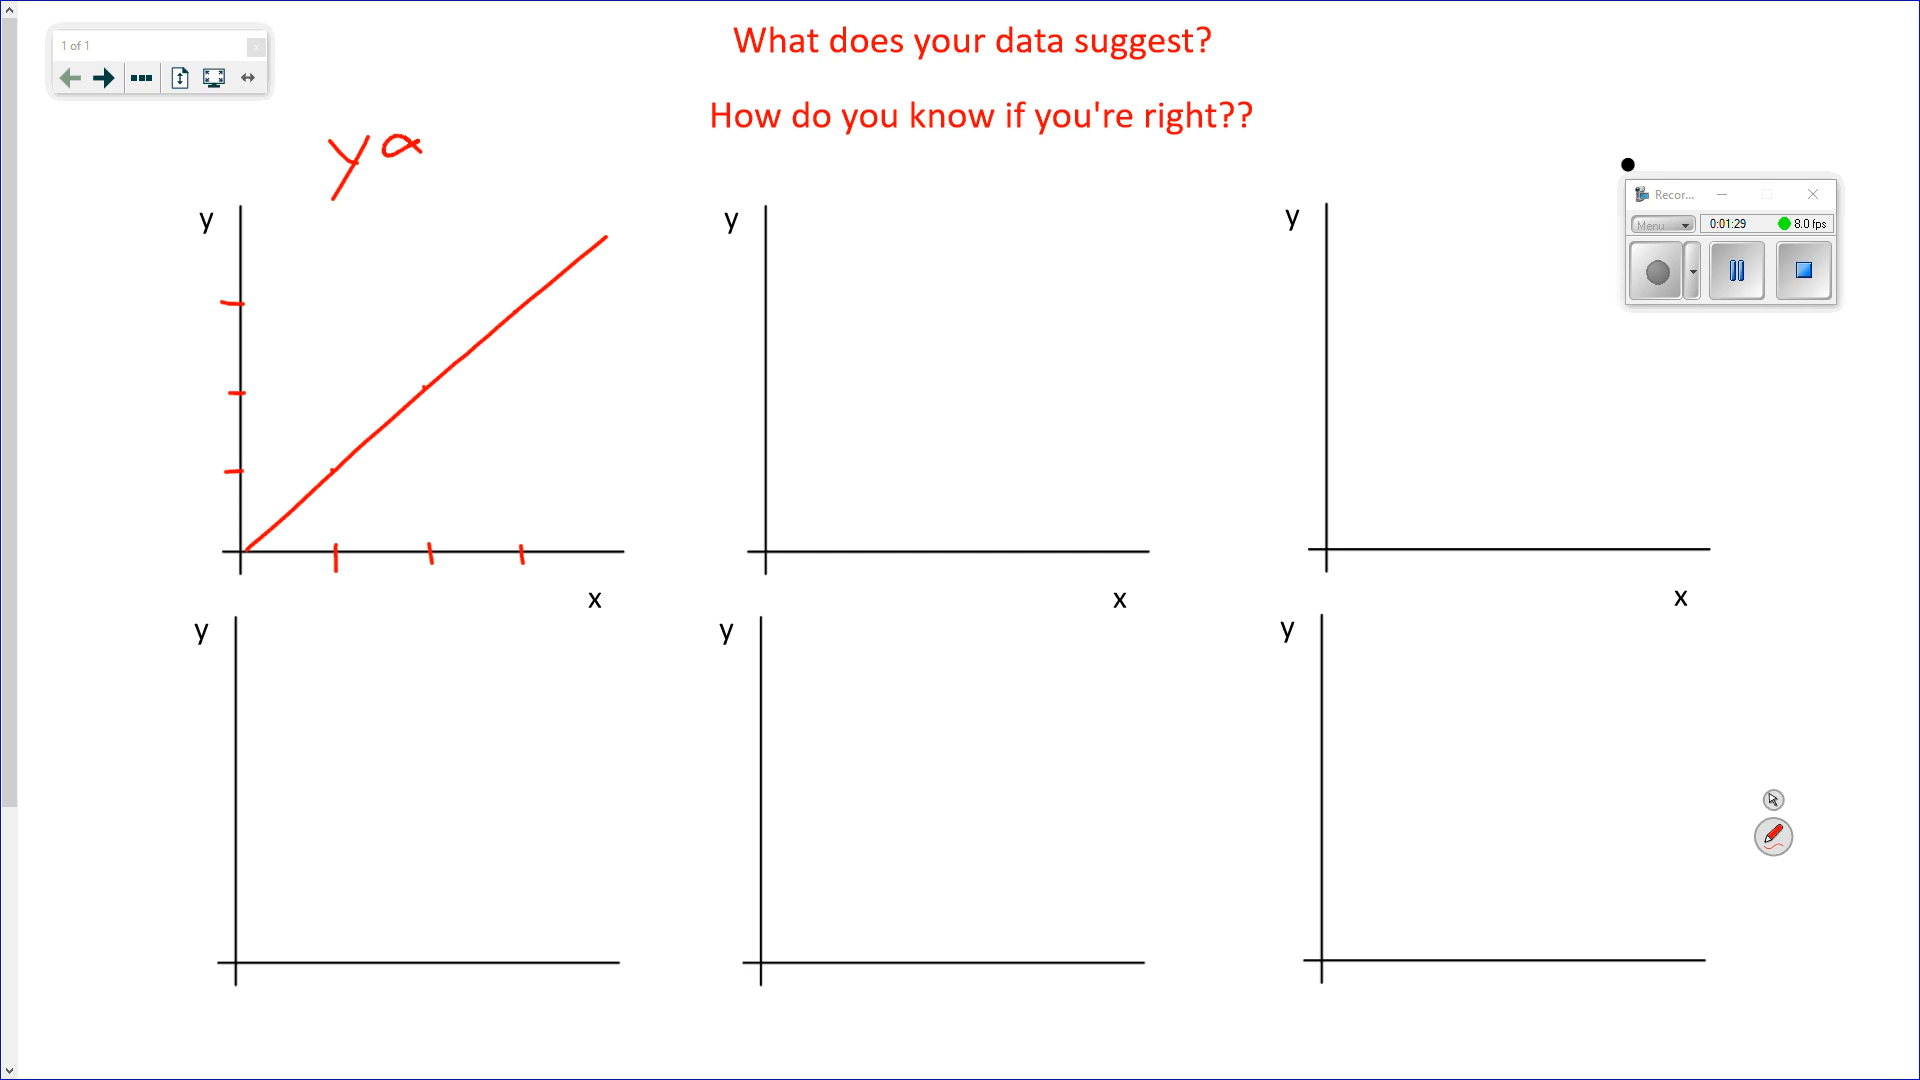 What does your data suggest?
1 of 1
How do you know if you're right??
y ∝
Recor...
Menu
0:01:29
8.0 fps
y
y
y
x
x
x
y
y
y